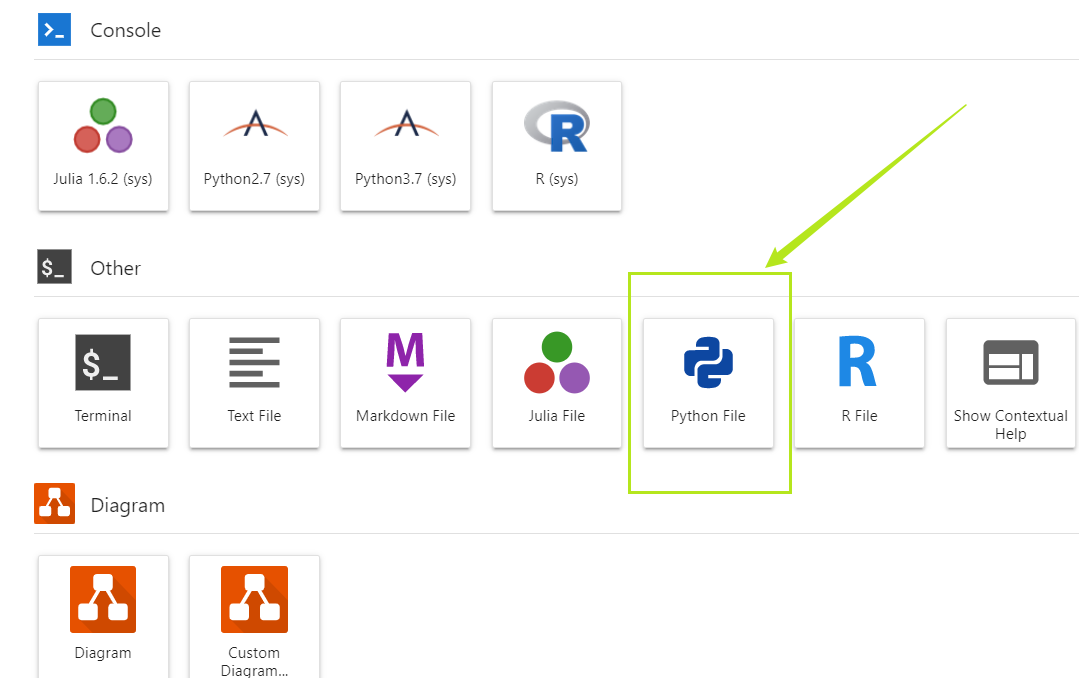 Console
Julia 1.6.2 (sys)
Python2.7 (sys)
Python3.7 (sys)
R
R (sys)
$_
Other
$_
Terminal
Text File
M
Markdown File
Julia File
Python File
R
R File
Show Contextual
Help
Diagram
Diagram
Custom
Diagram...